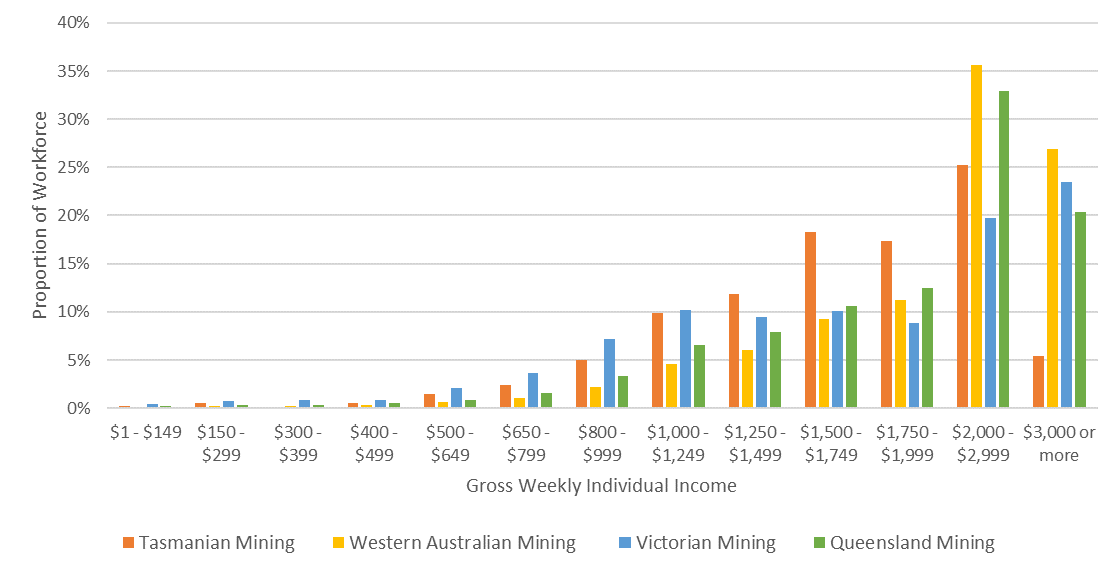 40%
35%
30%
25%
20%
15%
10%
5%
0%
Proportion of Workforce
$1 - $149 $150 - $300 - $400 - $500 - $650 - $800 - $1,000 - $1,250 - $1,500 - $1,750 - $2,000 - $3,000 or
$299 $399 $499 $649 $799 $999 $1,249 $1,499 $1,749 $1,999 $2,999 more
Gross Weekly Individual Income
Tasmanian Mining Western Australian Mining Victorian Mining Queensland Mining